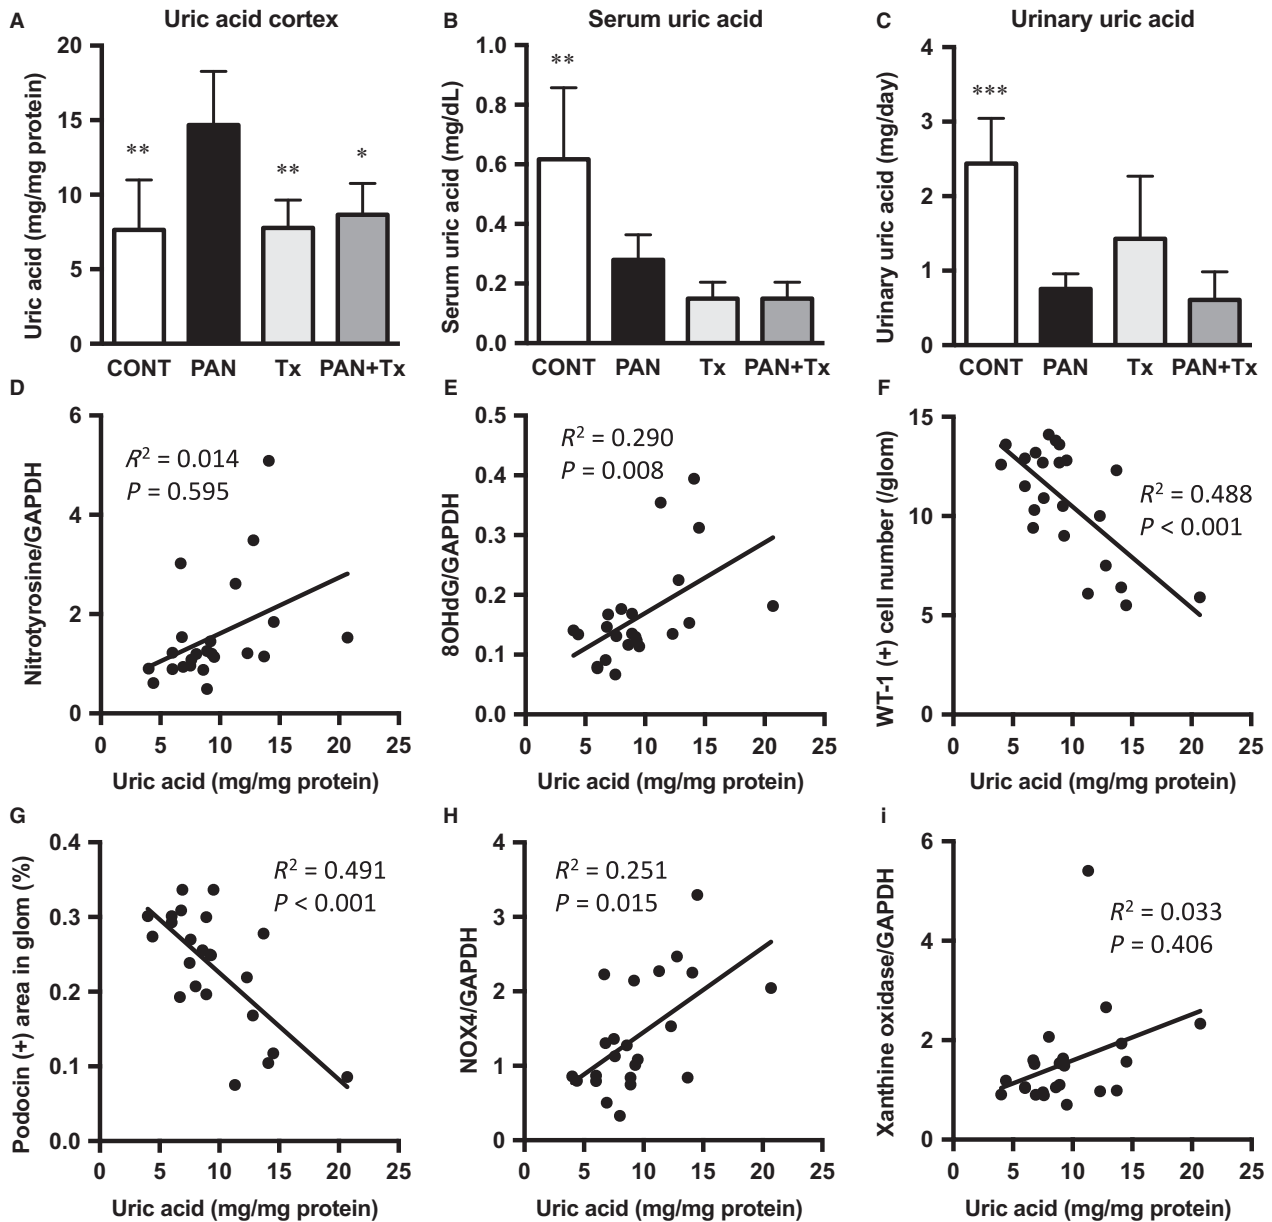 A Uric acid cortex
Uric acid (mg/mg protein)
20
15
10
5
0
** ** *
CONT PAN Tx PAN+Tx
B Serum uric acid
Serum uric acid (mg/dL)
1.0
0.8
0.6
0.4
0.2
0.0
**
CONT PAN Tx PAN+Tx
C Urinary uric acid
Urinary uric acid (mg/day)
4
3
2
1
0
***
CONT PAN Tx PAN+Tx
D
Nitrotyrosine/GAPDH
6
4
2
0
R² = 0.014
P = 0.595
0 5 10 15 20 25
Uric acid (mg/mg protein)
E
8OHdG/GAPDH
0.5
0.4
0.3
0.2
0.1
0.0
R² = 0.290
P = 0.008
0 5 10 15 20 25
Uric acid (mg/mg protein)
F
WT-1 (+) cell number (/glom)
15
10
5
0
R² = 0.488
P < 0.001
0 5 10 15 20 25
Uric acid (mg/mg protein)
G
Podocin (+) area in glom (%)
0.4
0.3
0.2
0.1
0.0
R² = 0.491
P < 0.001
0 5 10 15 20 25
Uric acid (mg/mg protein)
H
NOX4/GAPDH
4
3
2
1
0
R² = 0.251
P = 0.015
0 5 10 15 20 25
Uric acid (mg/mg protein)
i
Xanthine oxidase/GAPDH
6
4
2
0
R² = 0.033
P = 0.406
0 5 10 15 20 25
Uric acid (mg/mg protein)